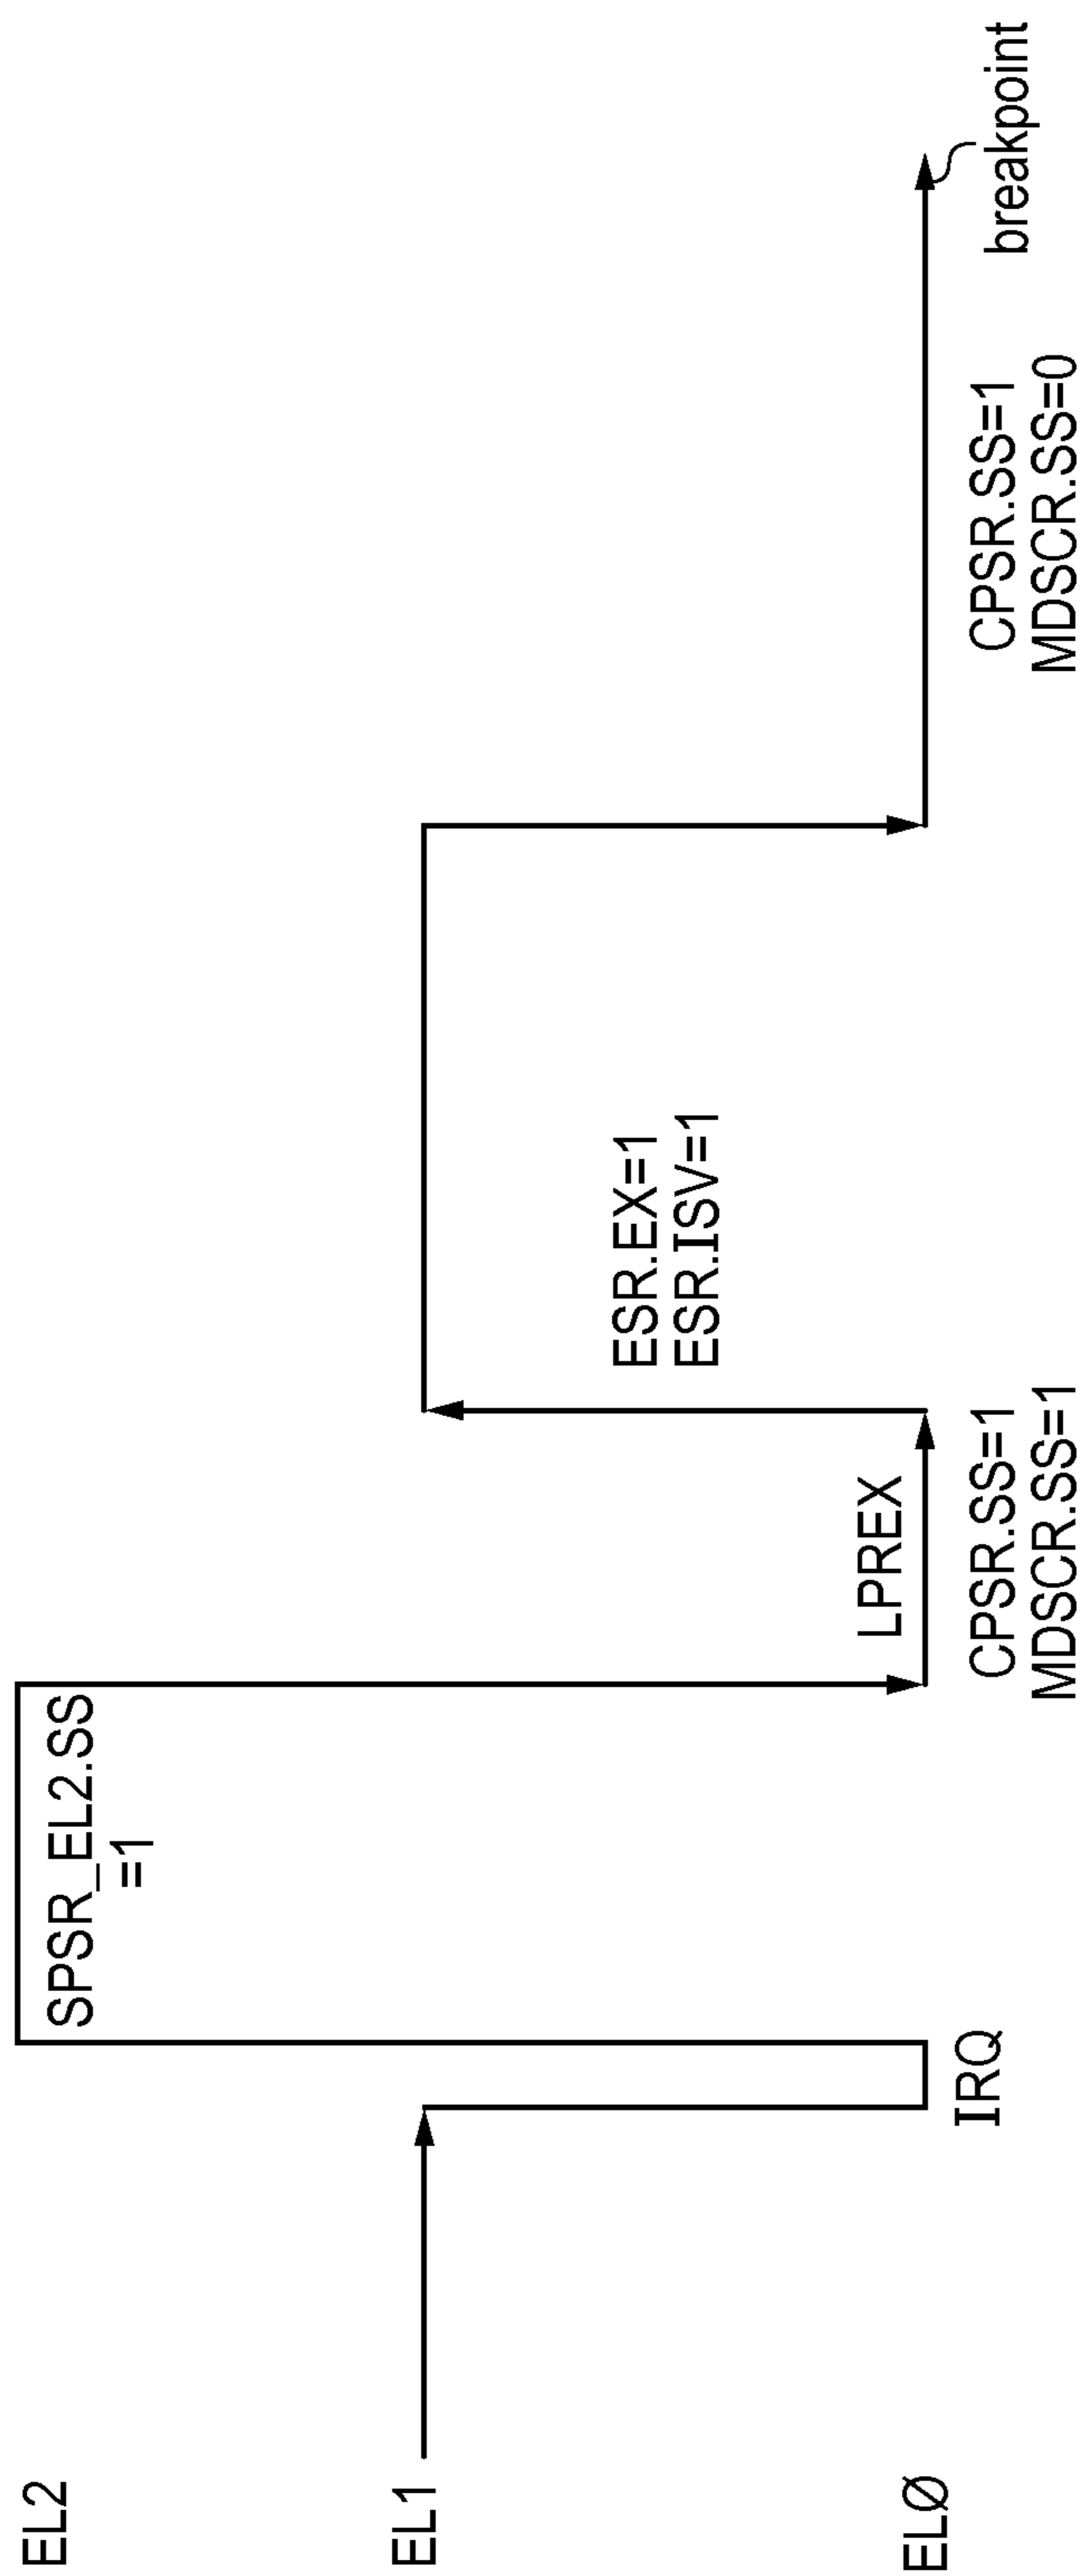 EL2
SPSR_EL2.SS
=1
EL1
ESR.EX=1
ESR.ISV=1
LPREX
ELØ
IRQ
CPSR.SS=1
MDSCR.SS=1
CPSR.SS=1
MDSCR.SS=0
breakpoint